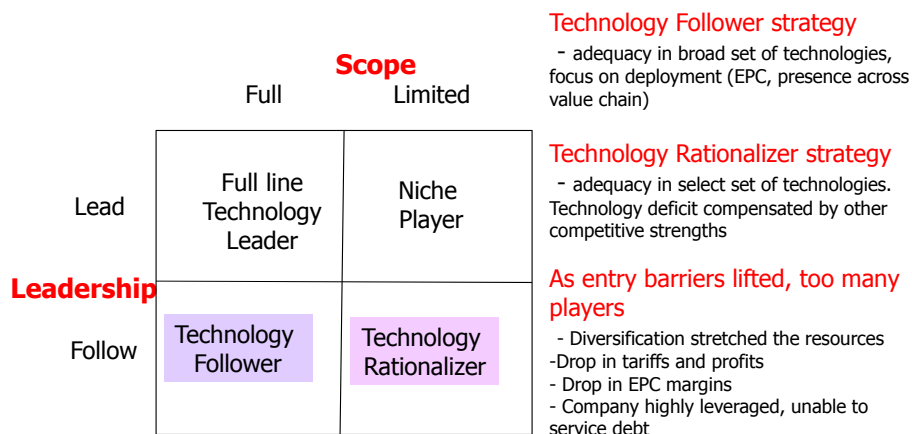 Scope
Full
Limited
Leadership
Lead
Full line
Technology
Leader
Niche
Player
Follow
Technology
Follower
Technology
Rationalizer
Technology Follower strategy
- adequacy in broad set of technologies,
focus on deployment (EPC, presence across
value chain)
Technology Rationalizer strategy
- adequacy in select set of technologies.
Technology deficit compensated by other
competitive strengths
As entry barriers lifted, too many
players
- Diversification stretched the resources
-Drop in tariffs and profits
- Drop in EPC margins
- Company highly leveraged, unable to
service debt